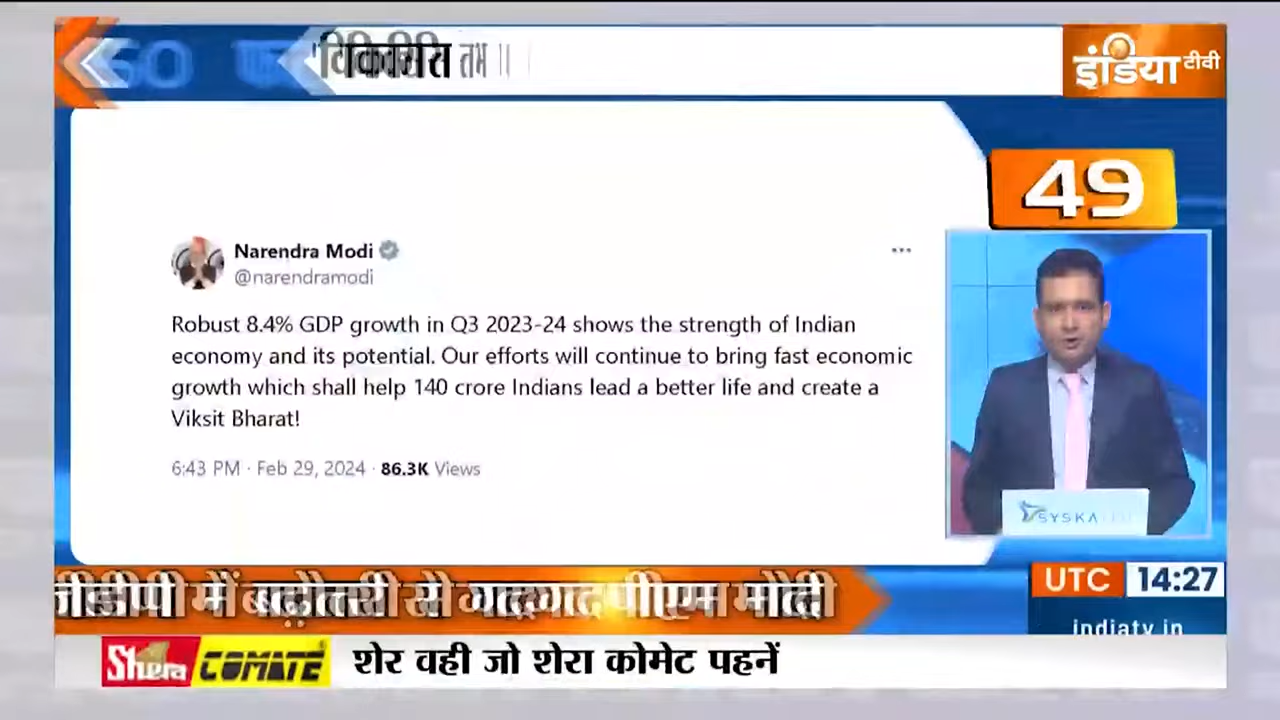 इंडिया टीवी
49
Narendra Modi
@narendramodi
Robust 8.4% GDP growth in Q3 2023-24 shows the strength of Indian
economy and its potential. Our efforts will continue to bring fast economic
growth which shall help 140 crore Indians lead a better life and create a
Viksit Bharat!
6:43 PM · Feb 29, 2024 · 86.3K Views
SYSKA
जीडीपी में बढ़ौतरी से गदगद पीएम मोदी
UTC 14:27
indiatv.in
Shera COMATE शेर वही जो शेरा कोमेट पहनें